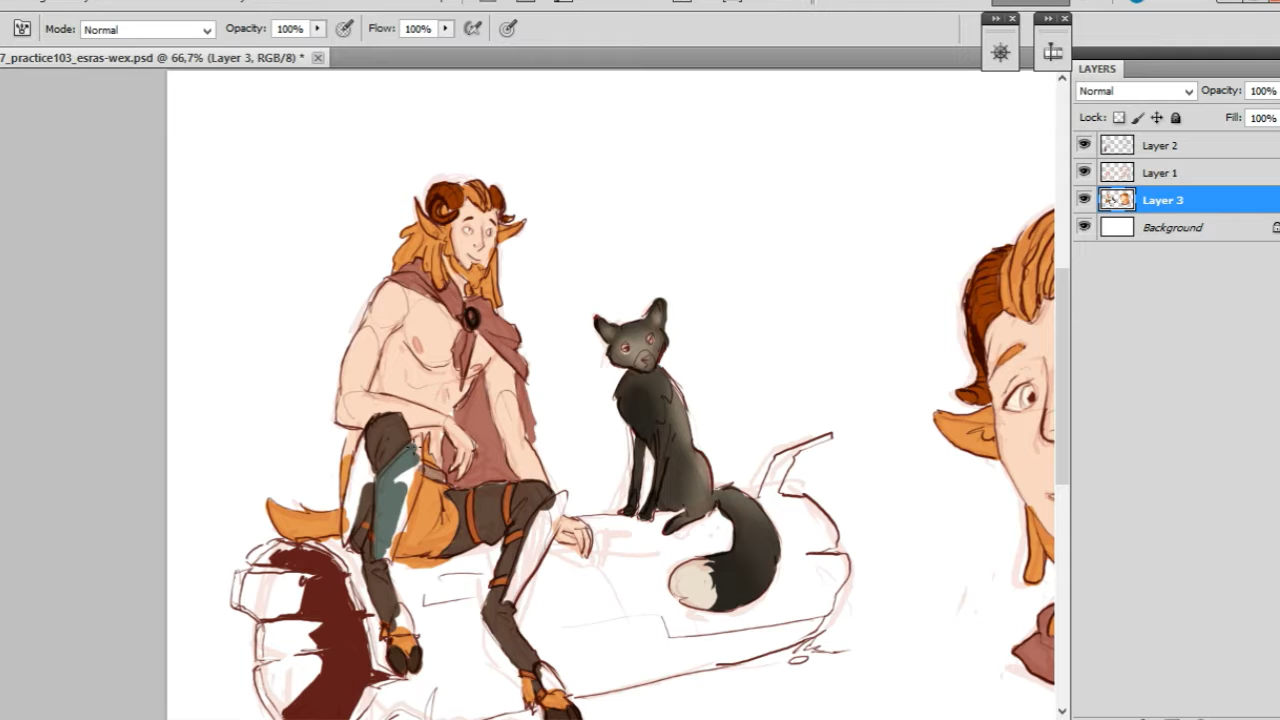 Mode: Normal Opacity: 100% Flow: 100%
7_practice103_esras-wex.psd @ 66,7% (Layer 3, RGB/8) *
LAYERS
Normal Opacity: 100%
Lock: Fill: 100%
Layer 2
Layer 1
Layer 3
Background